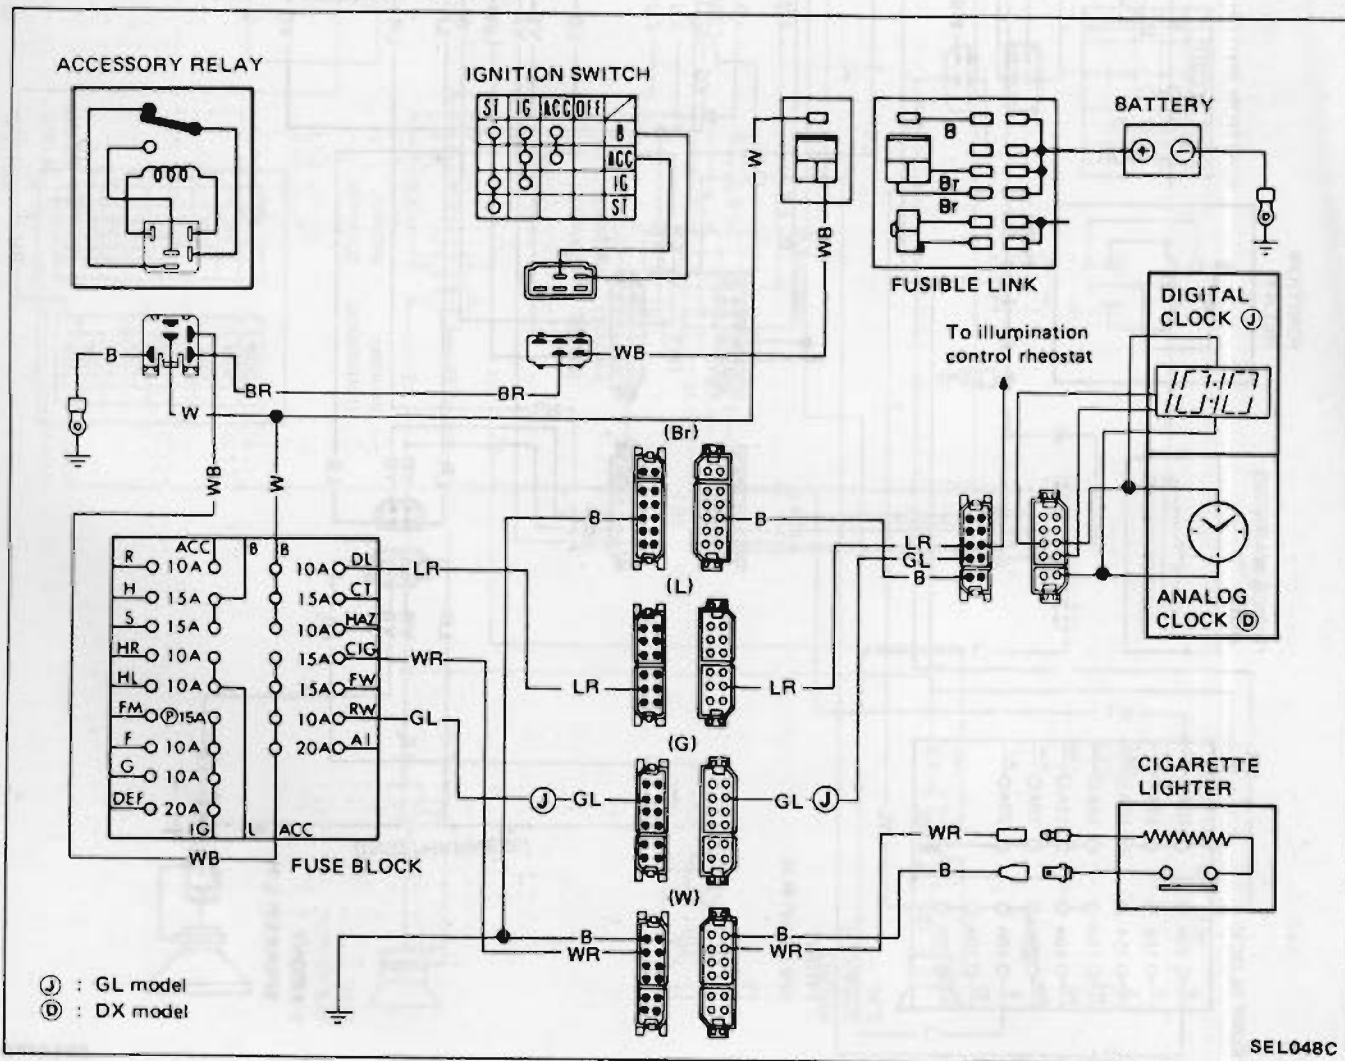 ACCESSORY RELAY
IGNITION SWITCH
ST IG ACC OFF
B
ACC
IG
ST
W
WB
B
Br
Br
FUSIBLE LINK
BATTERY
+ −
D
DIGITAL
CLOCK J
10:10
ANALOG
CLOCK D
To illumination
control rheostat
B
D
BR
BR
WB
W
WB
W
ACC B B
R 10A 10A DL LR
H 15A 15A CT
S 15A 10A HAZ
HR 10A 15A CIG WR
HL 10A 15A FW
FM P 15A 10A RW GL
F 10A 20A AI
G 10A
DEF 20A
IG L ACC
WB
FUSE BLOCK
(Br)
B B
LR
GL
B
(L)
LR LR
(G)
J GL GL J
(W)
B B
WR WR
WR
B
CIGARETTE
LIGHTER
J : GL model
D : DX model
SEL048C